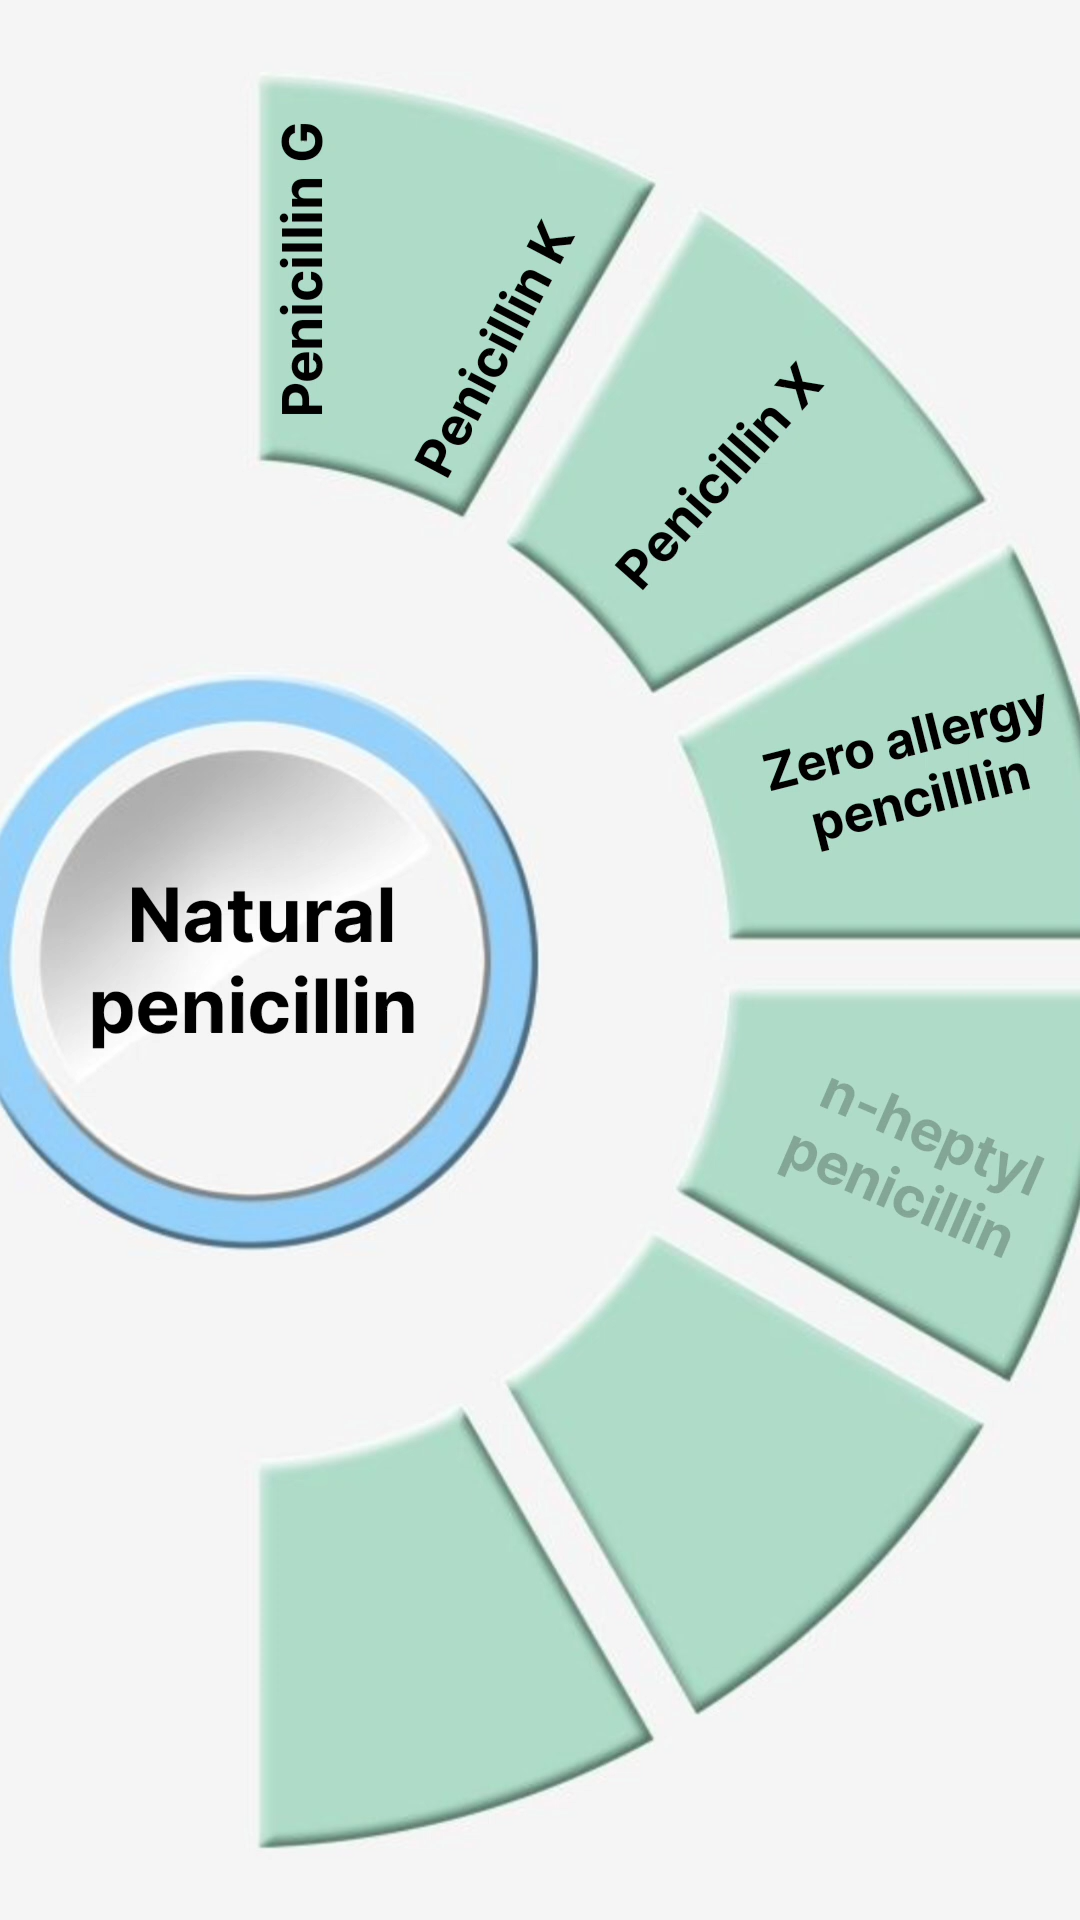 Penicillin G
Penicillin K
Penicillin X
Zero allergy
pencilllin
Natural
penicillin
n-heptyl
penicillin